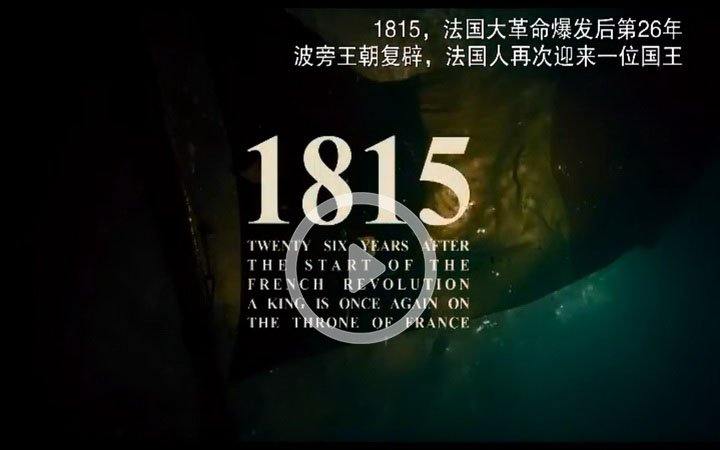 1815，法国大革命爆发后第26年
波旁王朝复辟，法国人再次迎来一位国王
1815
TWENTY SIX YEARS AFTER
THE START OF THE
FRENCH REVOLUTION
A KING IS ONCE AGAIN ON
THE THRONE OF FRANCE